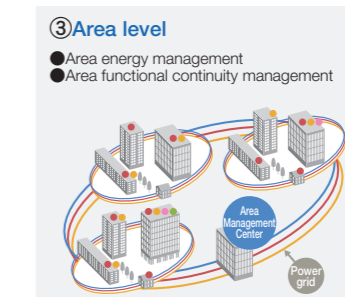 ③Area level
●Area energy management
●Area functional continuity management
Area
Management
Center
Power
grid